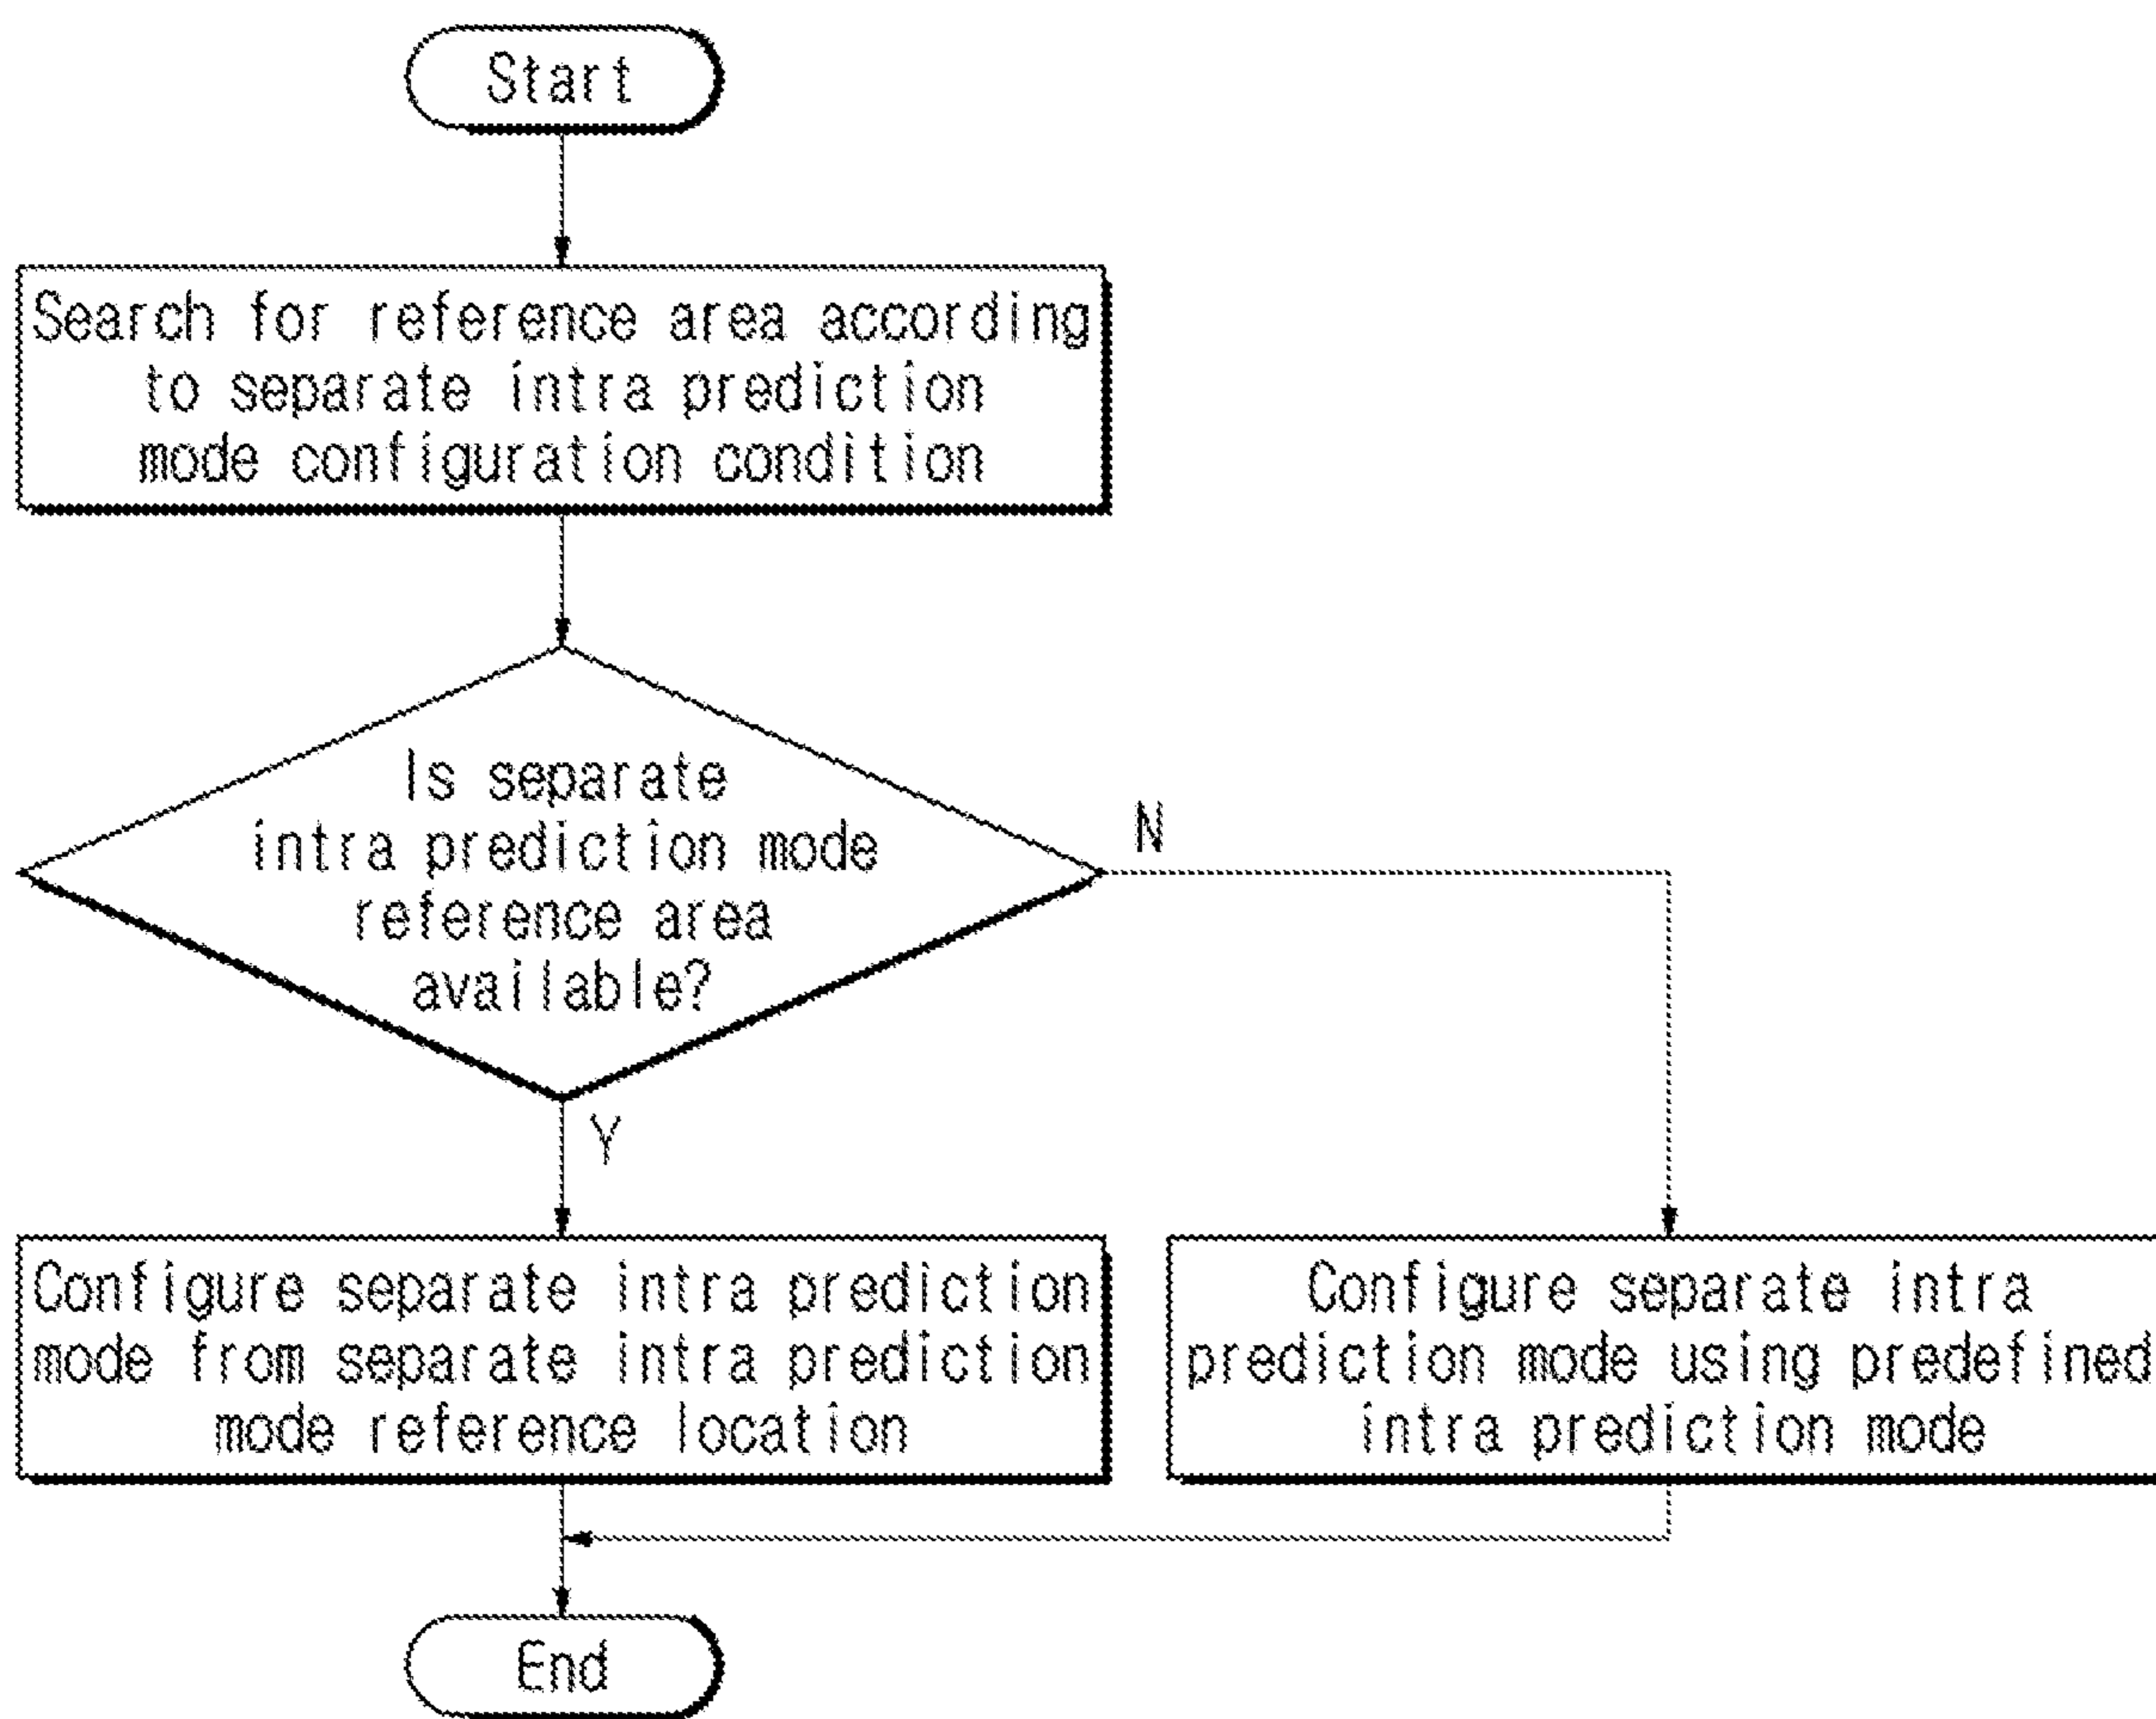 Start
Search for reference area according
to separate intra prediction
mode configuration condition
Is separate
intra prediction mode
reference area
available?
N
Y
Configure separate intra prediction
mode from separate intra prediction
mode reference location
Configure separate intra
prediction mode using predefined
intra prediction mode
End